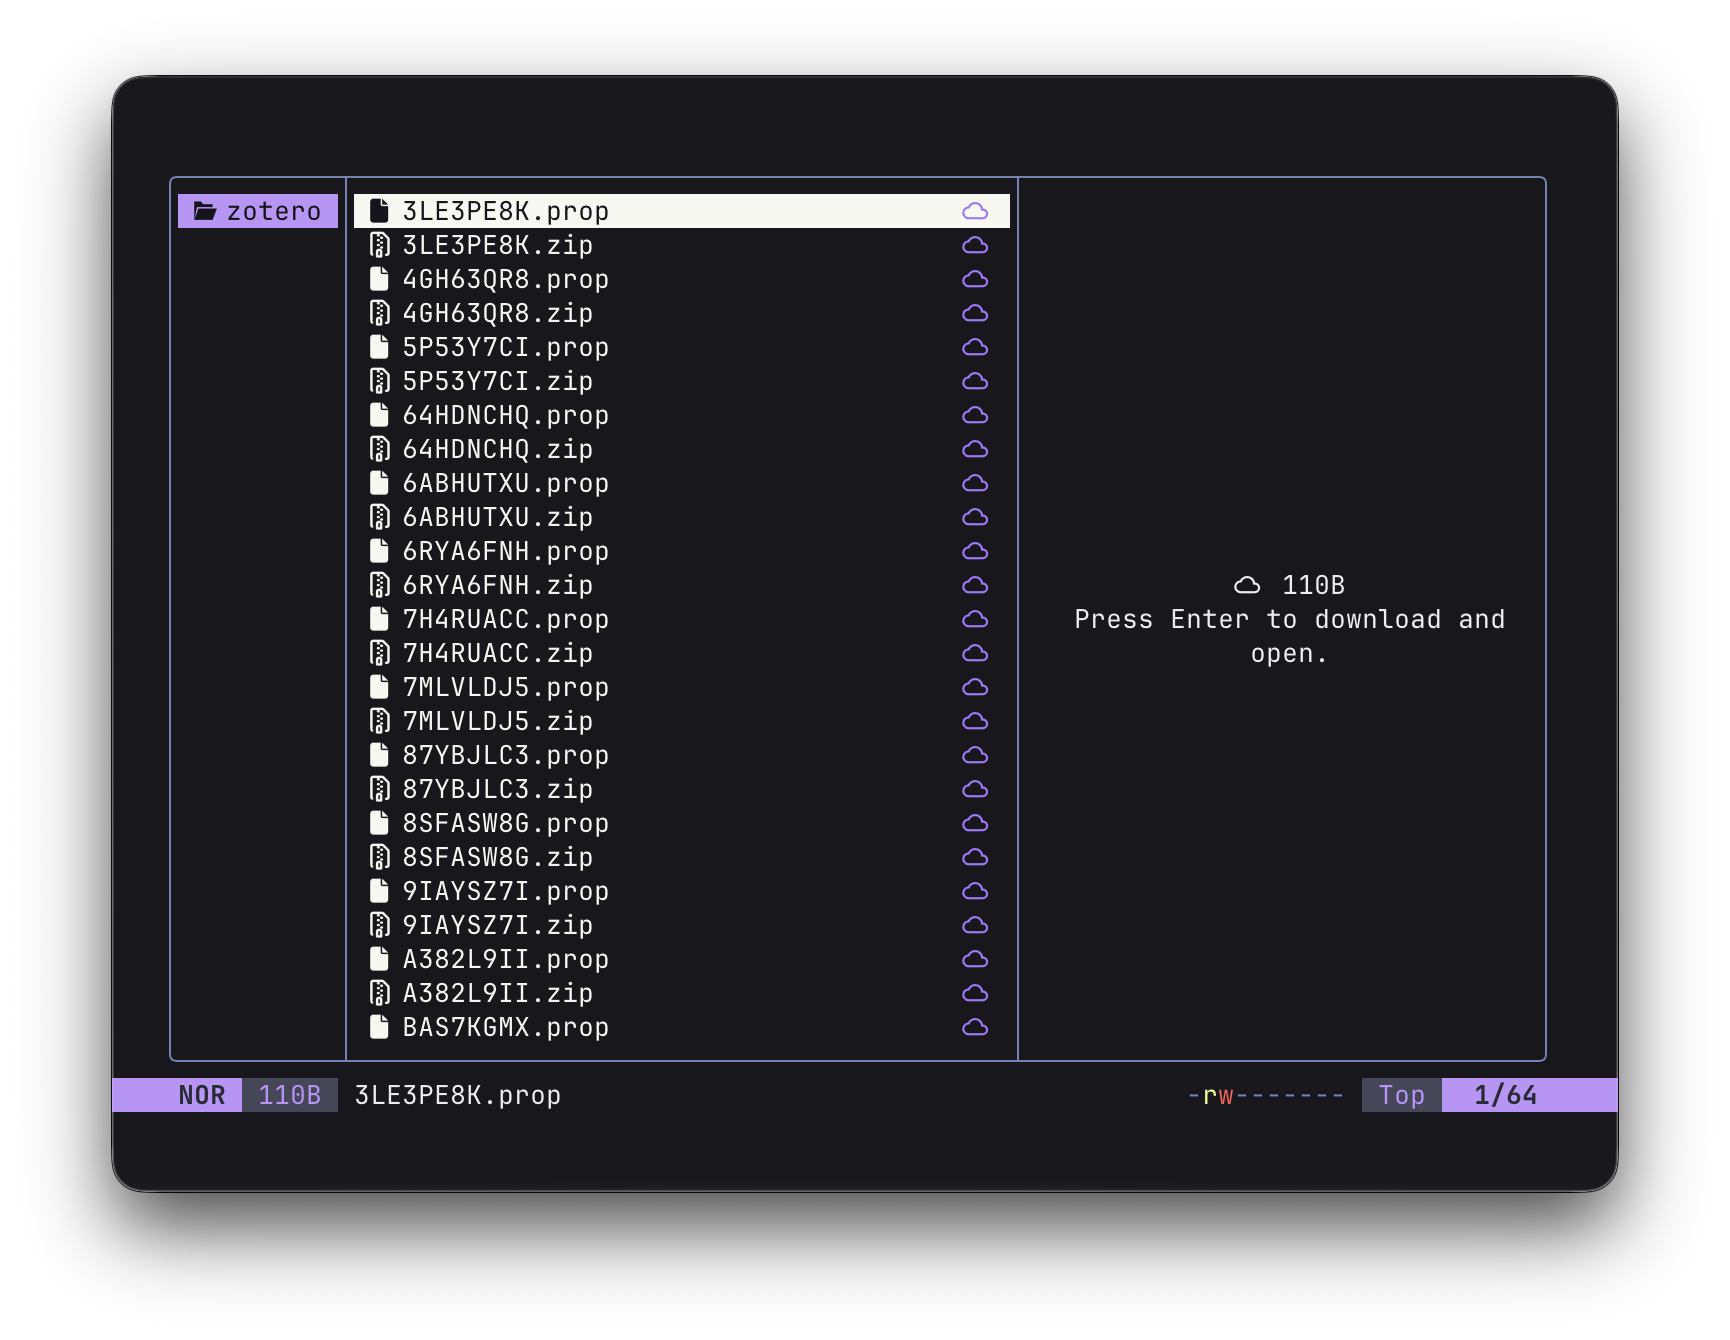 zotero
3LE3PE8K.prop
3LE3PE8K.zip
4GH63QR8.prop
4GH63QR8.zip
5P53Y7CI.prop
5P53Y7CI.zip
64HDNCHQ.prop
64HDNCHQ.zip
6ABHUTXU.prop
6ABHUTXU.zip
6RYA6FNH.prop
6RYA6FNH.zip
7H4RUACC.prop
7H4RUACC.zip
7MLVLDJ5.prop
7MLVLDJ5.zip
87YBJLC3.prop
87YBJLC3.zip
8SFASW8G.prop
8SFASW8G.zip
9IAYSZ7I.prop
9IAYSZ7I.zip
A382L9II.prop
A382L9II.zip
BAS7KGMX.prop
110B
Press Enter to download and
open.
NOR 110B 3LE3PE8K.prop -rw------- Top 1/64